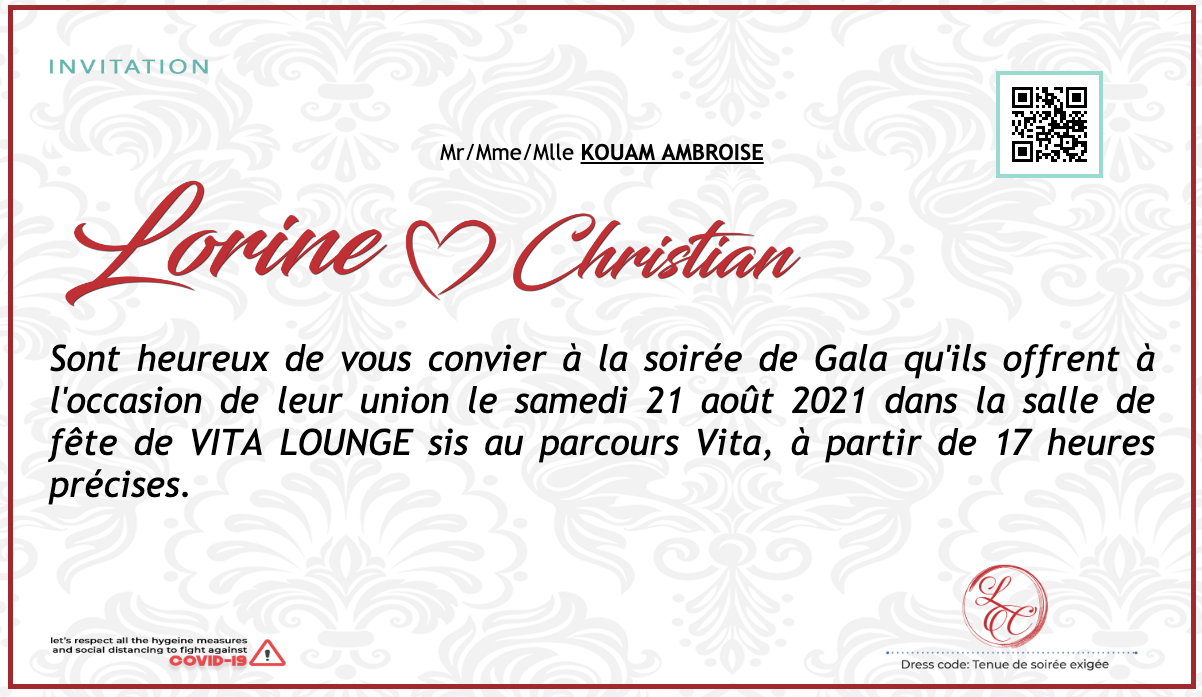 INVITATION
Mr/Mme/Mlle KOUAM AMBROISE
Lorine Christian
Sont heureux de vous convier à la soirée de Gala qu'ils offrent à
l'occasion de leur union le samedi 21 août 2021 dans la salle de
fête de VITA LOUNGE sis au parcours Vita, à partir de 17 heures
précises.
let's respect all the hygeine measures
and social distancing to fight against
COVID-19
LC
Dress code: Tenue de soirée exigée